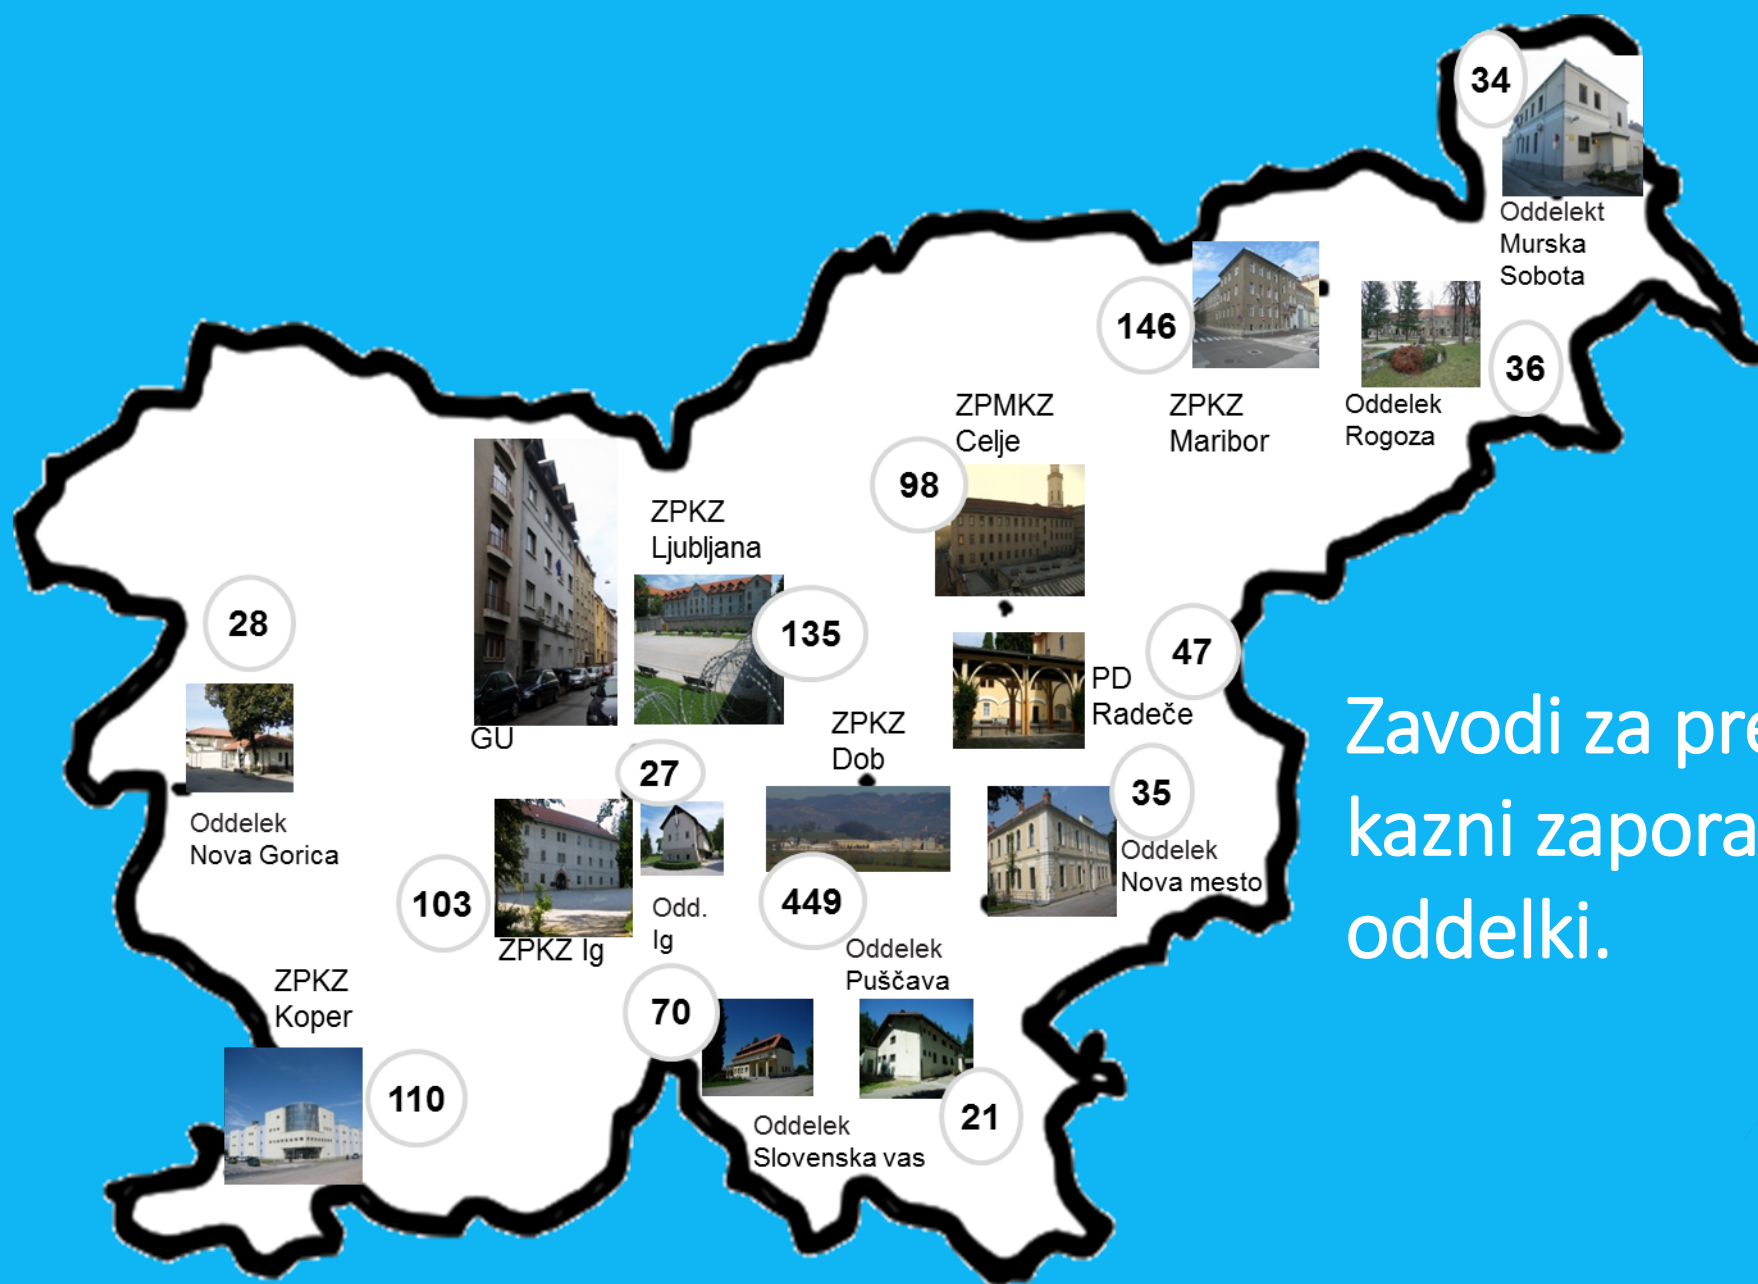 34
Oddelekt
Murska
Sobota
146
ZPKZ
Maribor
36
Oddelek
Rogoza
ZPMKZ
Celje
98
ZPKZ
Ljubljana
135
GU
28
Oddelek
Nova Gorica
47
PD
Radeče
ZPKZ
Dob
449
27
Odd.
Ig
103
ZPKZ Ig
35
Oddelek
Nova mesto
Oddelek
Puščava
21
70
Oddelek
Slovenska vas
ZPKZ
Koper
110
Zavodi za pre
kazni zapora
oddelki.